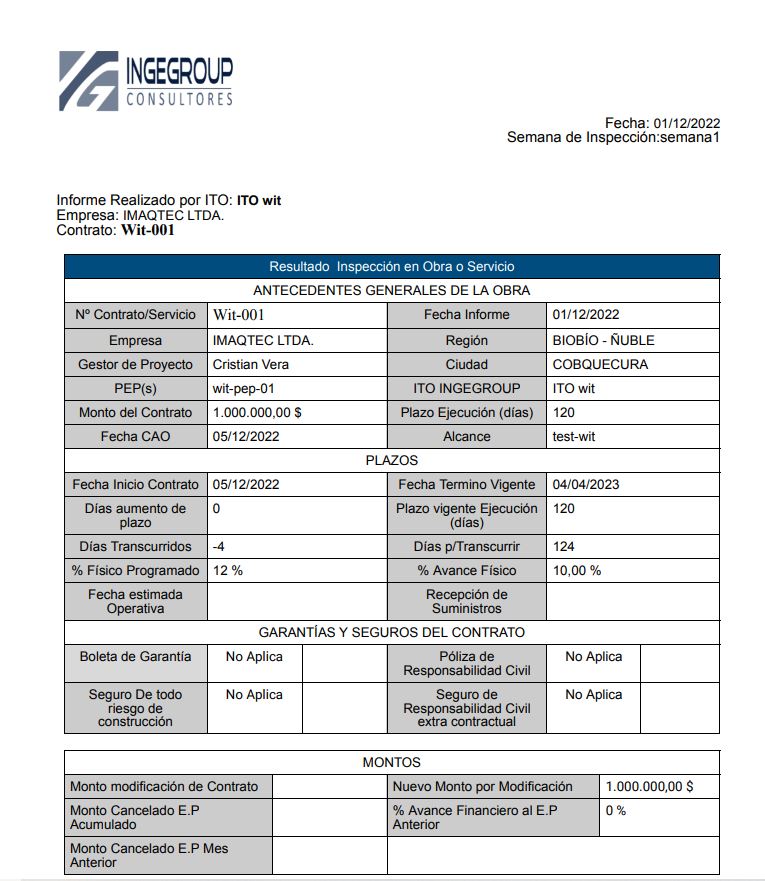 INGEGROUP
CONSULTORES
Fecha: 01/12/2022
Semana de Inspección:semana1
Informe Realizado por ITO: ITO wit
Empresa: IMAQTEC LTDA.
Contrato: Wit-001
Resultado Inspección en Obra o Servicio
ANTECEDENTES GENERALES DE LA OBRA
Nº Contrato/Servicio Wit-001 Fecha Informe 01/12/2022
Empresa IMAQTEC LTDA. Región BIOBÍO - ÑUBLE
Gestor de Proyecto Cristian Vera Ciudad COBQUECURA
PEP(s) wit-pep-01 ITO INGEGROUP ITO wit
Monto del Contrato 1.000.000,00 $ Plazo Ejecución (días) 120
Fecha CAO 05/12/2022 Alcance test-wit
PLAZOS
Fecha Inicio Contrato 05/12/2022 Fecha Termino Vigente 04/04/2023
Días aumento de 0 Plazo vigente Ejecución 120
plazo (días)
Días Transcurridos -4 Días p/Transcurrir 124
% Físico Programado 12 % % Avance Físico 10,00 %
Fecha estimada Recepción de
Operativa Suministros
GARANTÍAS Y SEGUROS DEL CONTRATO
Boleta de Garantía No Aplica Póliza de No Aplica
Responsabilidad Civil
Seguro De todo No Aplica Seguro de No Aplica
riesgo de Responsabilidad Civil
construcción extra contractual
MONTOS
Monto modificación de Contrato Nuevo Monto por Modificación 1.000.000,00 $
Monto Cancelado E.P % Avance Financiero al E.P 0 %
Acumulado Anterior
Monto Cancelado E.P Mes
Anterior